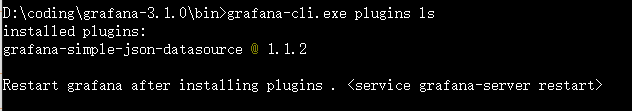 D:\coding\grafana-3.1.0\bin>grafana-cli.exe plugins ls
installed plugins:
grafana-simple-json-datasource @ 1.1.2
Restart grafana after installing plugins . <service grafana-server restart>